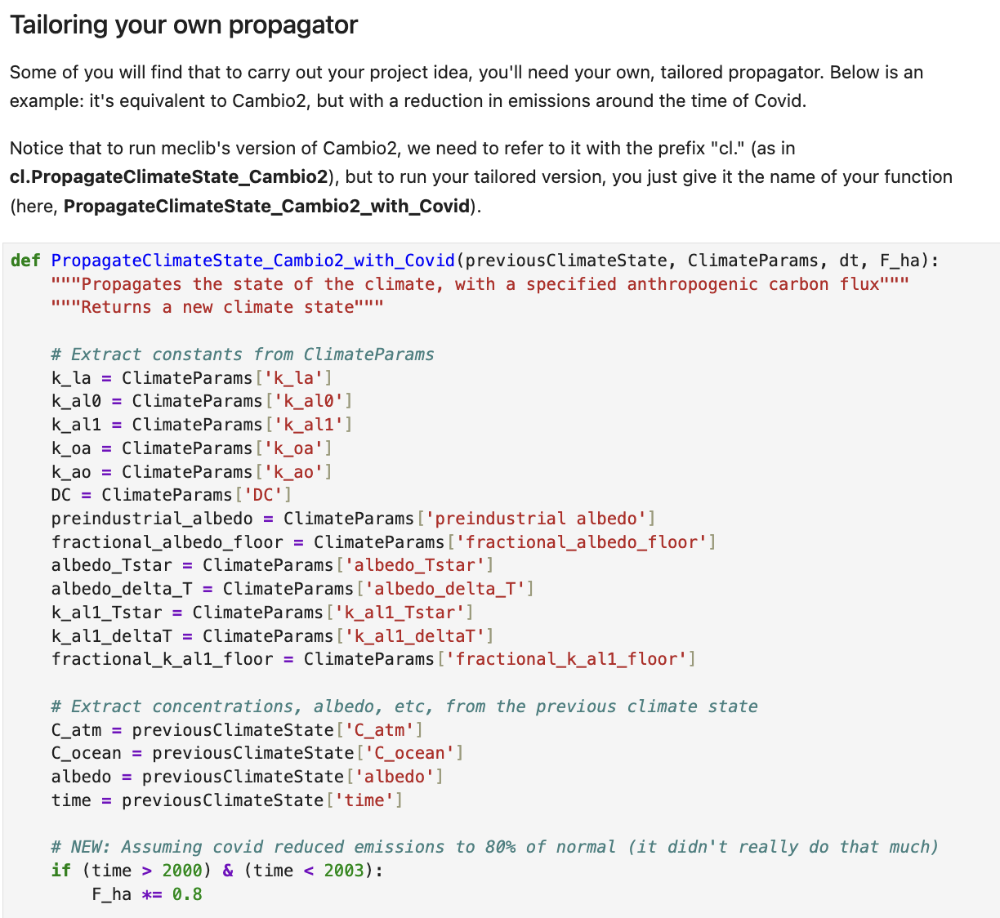 Tailoring your own propagator
Some of you will find that to carry out your project idea, you'll need your own, tailored propagator. Below is an
example: it's equivalent to Cambio2, but with a reduction in emissions around the time of Covid.
Notice that to run meclib's version of Cambio2, we need to refer to it with the prefix "cl." (as in
cl.PropagateClimateState_Cambio2), but to run your tailored version, you just give it the name of your function
(here, PropagateClimateState_Cambio2_with_Covid).
def PropagateClimateState_Cambio2_with_Covid(previousClimateState, ClimateParams, dt, F_ha):
    """Propagates the state of the climate, with a specified anthropogenic carbon flux"""
    """Returns a new climate state"""
    # Extract constants from ClimateParams
    k_la = ClimateParams['k_la']
    k_al0 = ClimateParams['k_al0']
    k_al1 = ClimateParams['k_al1']
    k_oa = ClimateParams['k_oa']
    k_ao = ClimateParams['k_ao']
    DC = ClimateParams['DC']
    preindustrial_albedo = ClimateParams['preindustrial albedo']
    fractional_albedo_floor = ClimateParams['fractional_albedo_floor']
    albedo_Tstar = ClimateParams['albedo_Tstar']
    albedo_delta_T = ClimateParams['albedo_delta_T']
    k_al1_Tstar = ClimateParams['k_al1_Tstar']
    k_al1_deltaT = ClimateParams['k_al1_deltaT']
    fractional_k_al1_floor = ClimateParams['fractional_k_al1_floor']
    # Extract concentrations, albedo, etc, from the previous climate state
    C_atm = previousClimateState['C_atm']
    C_ocean = previousClimateState['C_ocean']
    albedo = previousClimateState['albedo']
    time = previousClimateState['time']
    # NEW: Assuming covid reduced emissions to 80% of normal (it didn't really do that much)
    if (time > 2000) & (time < 2003):
        F_ha *= 0.8